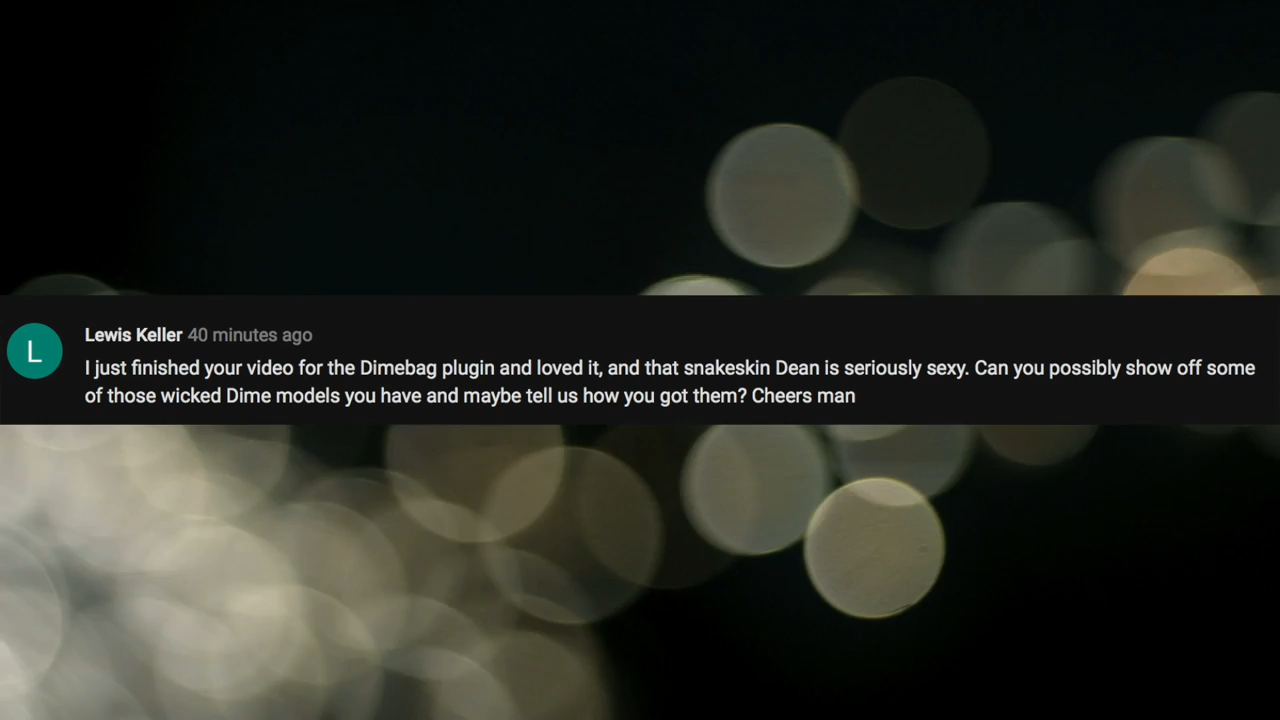 L
Lewis Keller 40 minutes ago
I just finished your video for the Dimebag plugin and loved it, and that snakeskin Dean is seriously sexy. Can you possibly show off some
of those wicked Dime models you have and maybe tell us how you got them? Cheers man